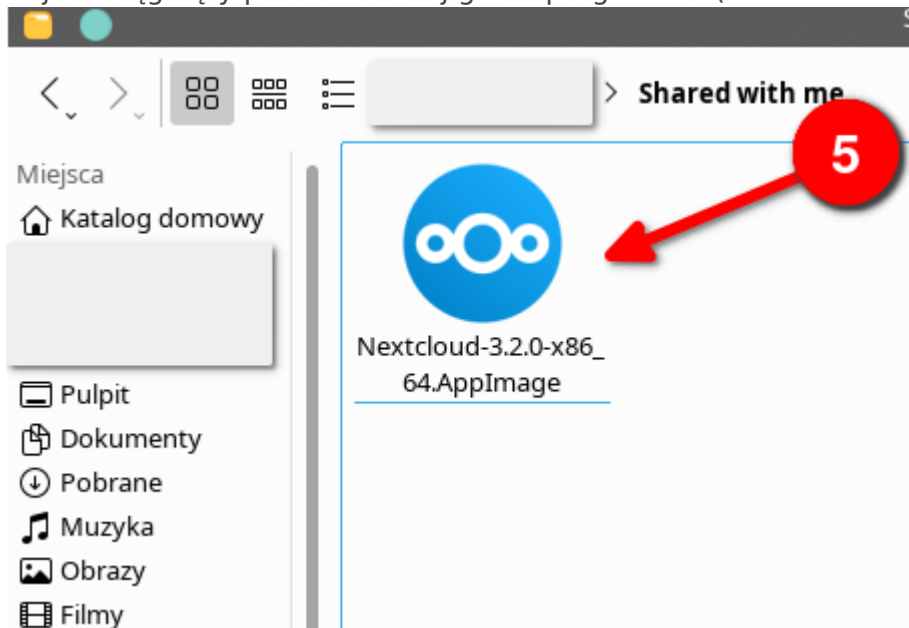 Shared with me
5
Miejsca
Katalog domowy
Nextcloud-3.2.0-x86_
64.AppImage
Pulpit
Dokumenty
Pobrane
Muzyka
Obrazy
Filmy